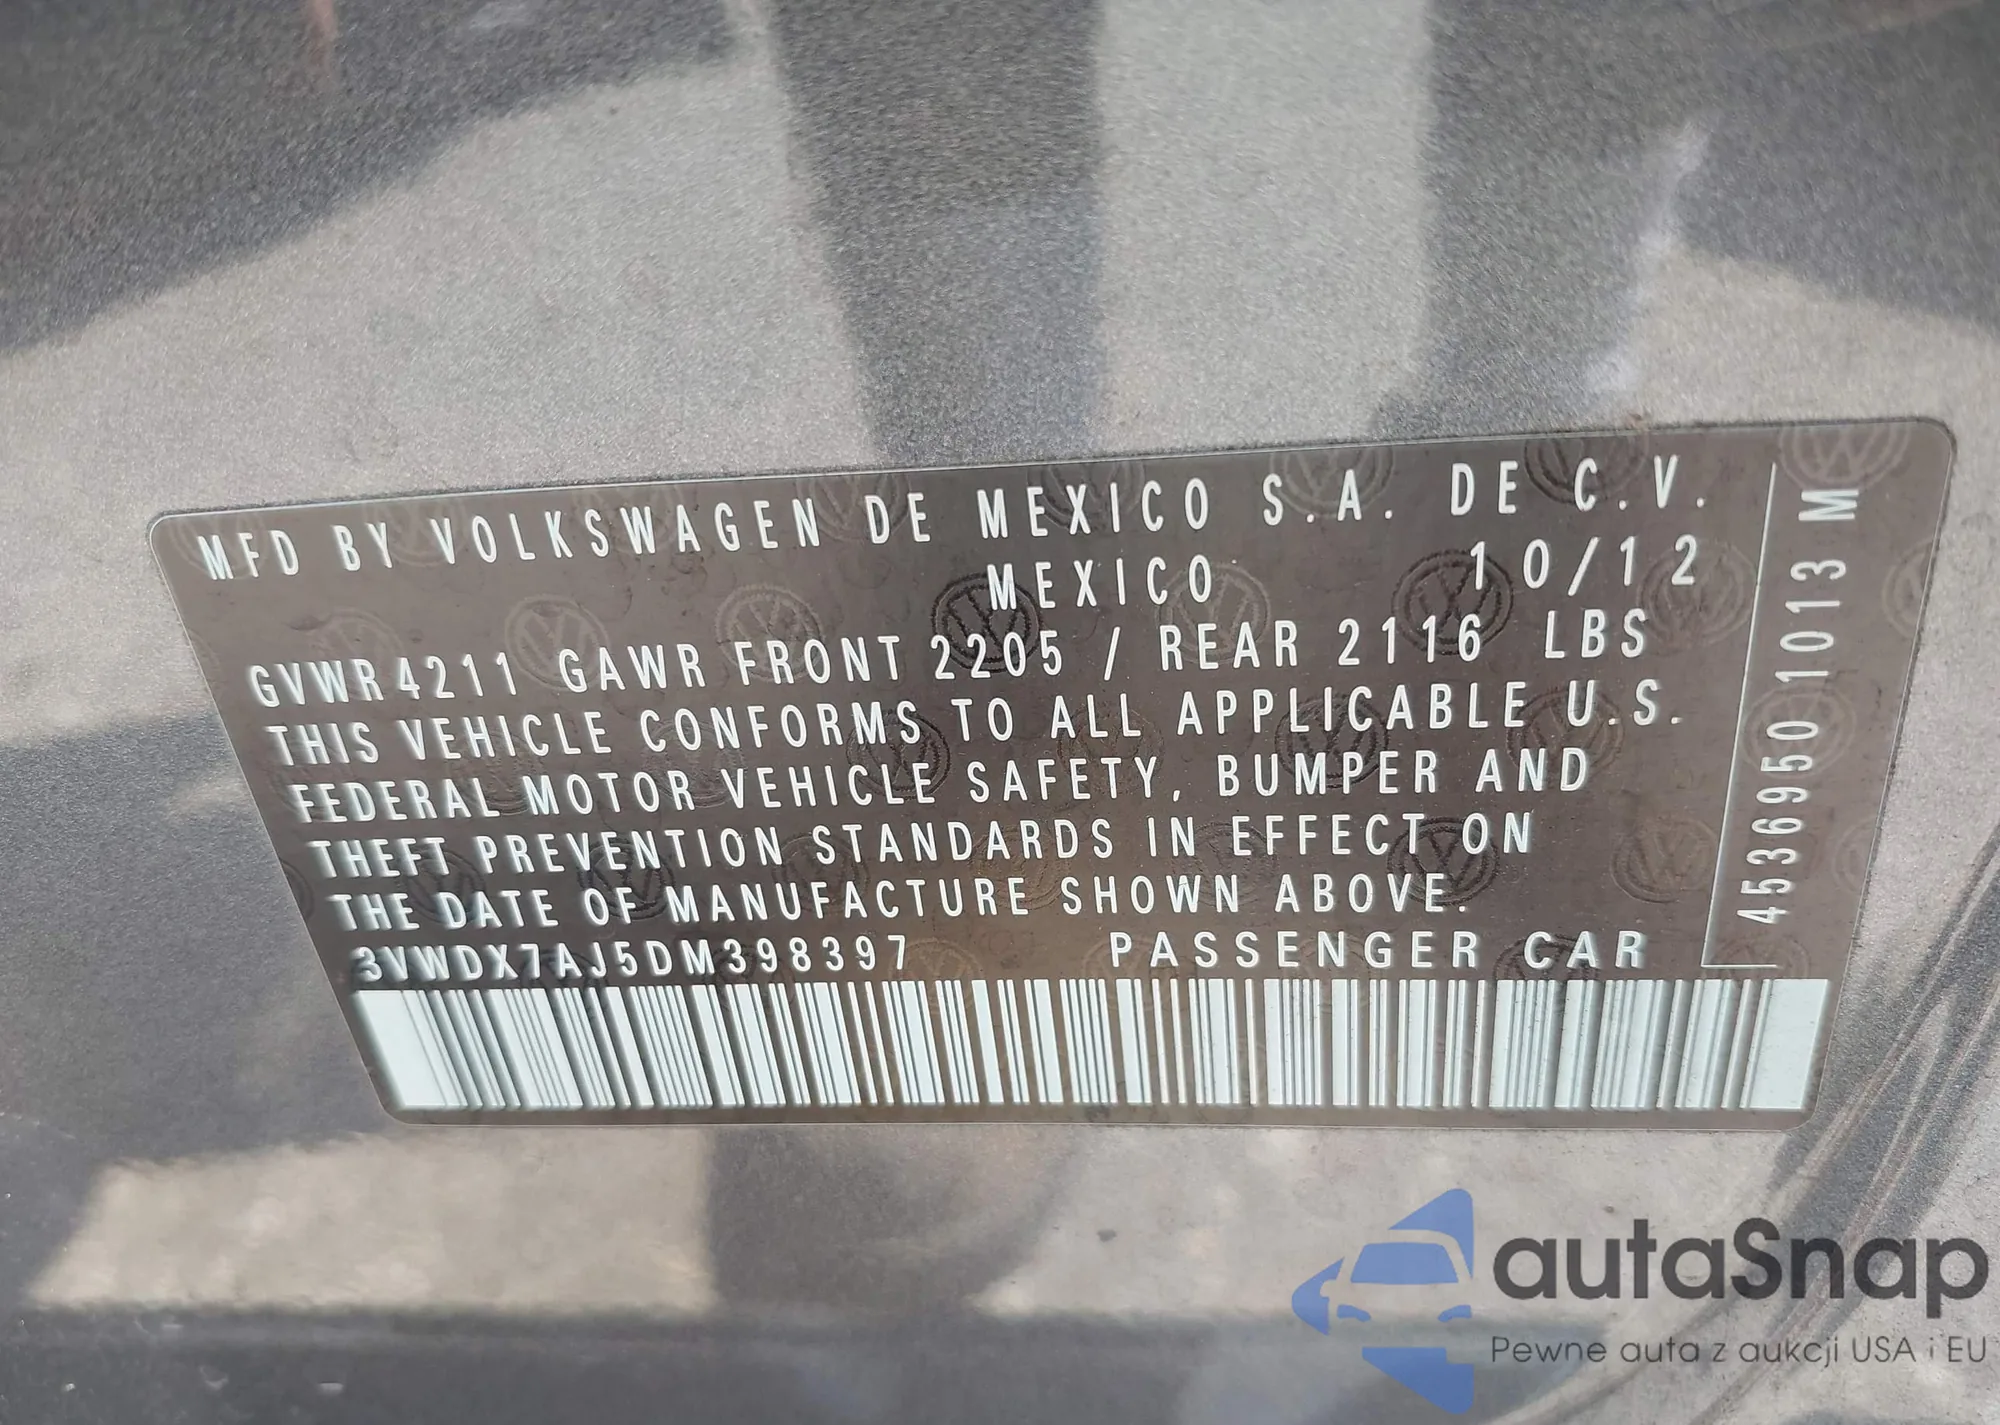 MFD BY VOLKSWAGEN DE MEXICO S.A. DE C.V.
MEXICO 10/12
GVWR 4211 GAWR FRONT 2205 / REAR 2116 LBS
THIS VEHICLE CONFORMS TO ALL APPLICABLE U.S.
FEDERAL MOTOR VEHICLE SAFETY, BUMPER AND
THEFT PREVENTION STANDARDS IN EFFECT ON
THE DATE OF MANUFACTURE SHOWN ABOVE.
3VWDX7AJ5DM398397 PASSENGER CAR
4536950 1013 M
autaSnap
Pewne auta z aukcji USA i EU